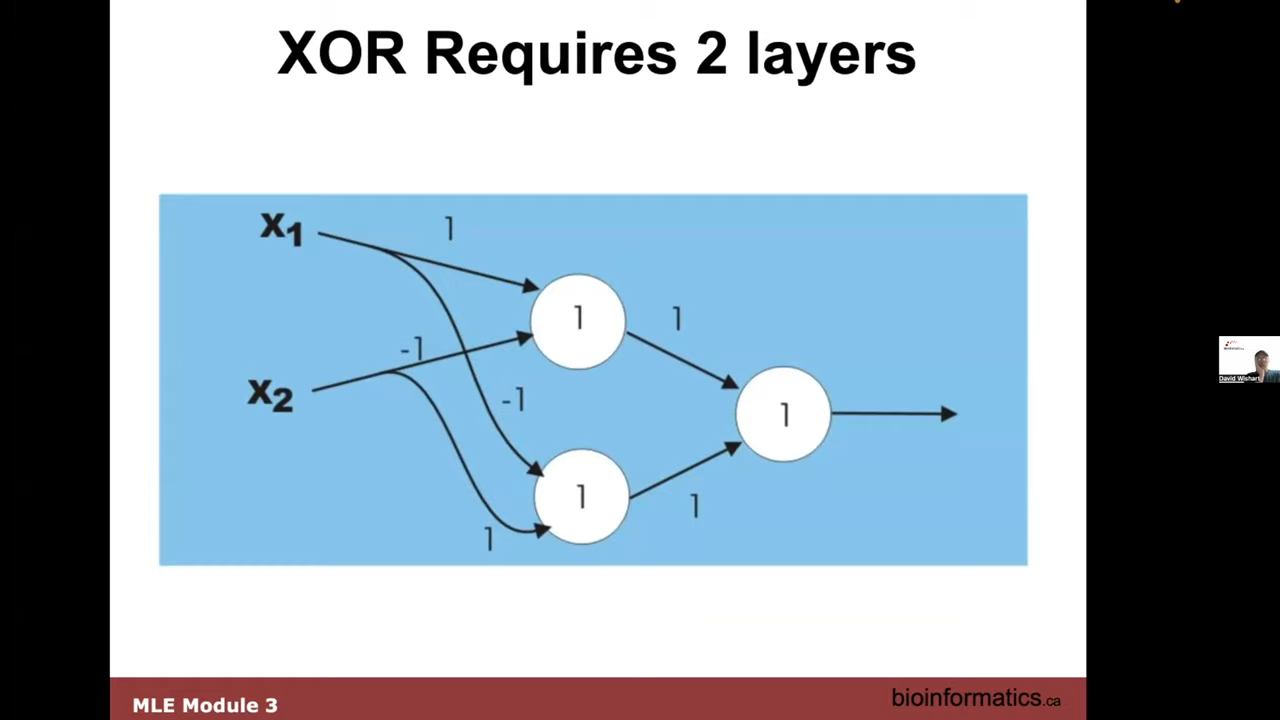 XOR Requires 2 layers
x1
1
1
1
-1
x2
-1
1
1
1
1
David Wishart
MLE Module 3
bioinformatics.ca